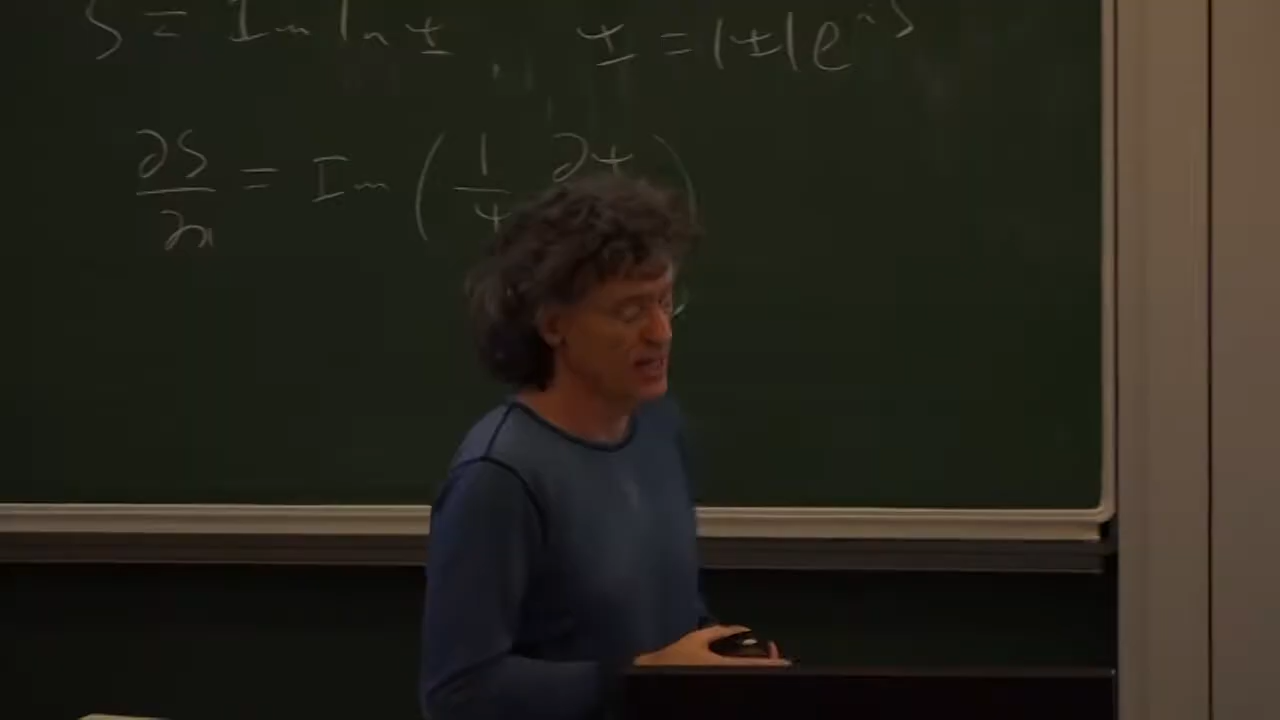 S = Im ln Ψ, Ψ = |Ψ| e^{iS}
∂S/∂x = Im ( 1/Ψ ∂Ψ )